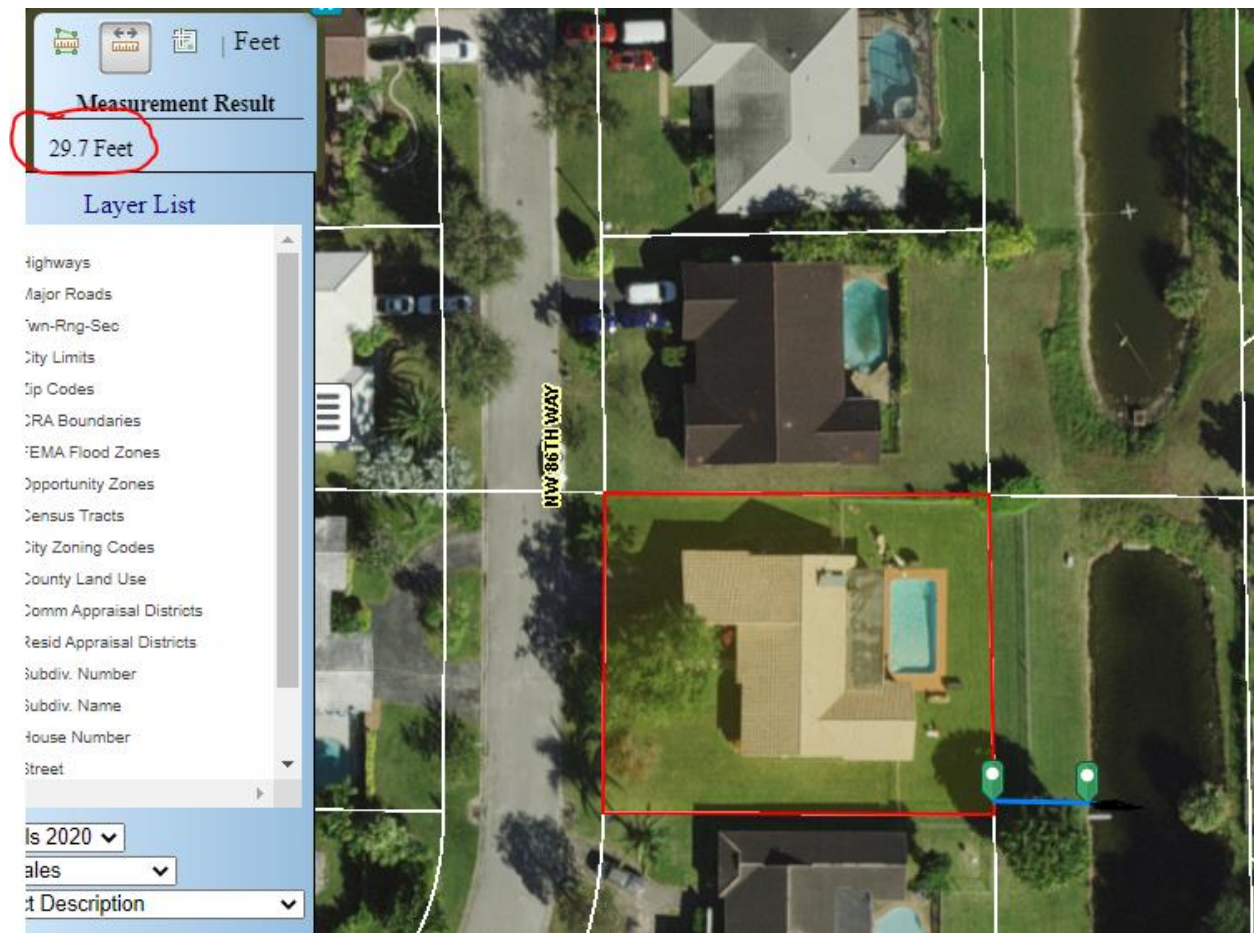 | Feet
Measurement Result
29.7 Feet
Layer List
Highways
Major Roads
Twn-Rng-Sec
City Limits
Zip Codes
CRA Boundaries
FEMA Flood Zones
Opportunity Zones
Census Tracts
City Zoning Codes
County Land Use
Comm Appraisal Districts
Resid Appraisal Districts
Subdiv. Number
Subdiv. Name
House Number
Street
ls 2020
ales
ct Description
NW 86TH WAY